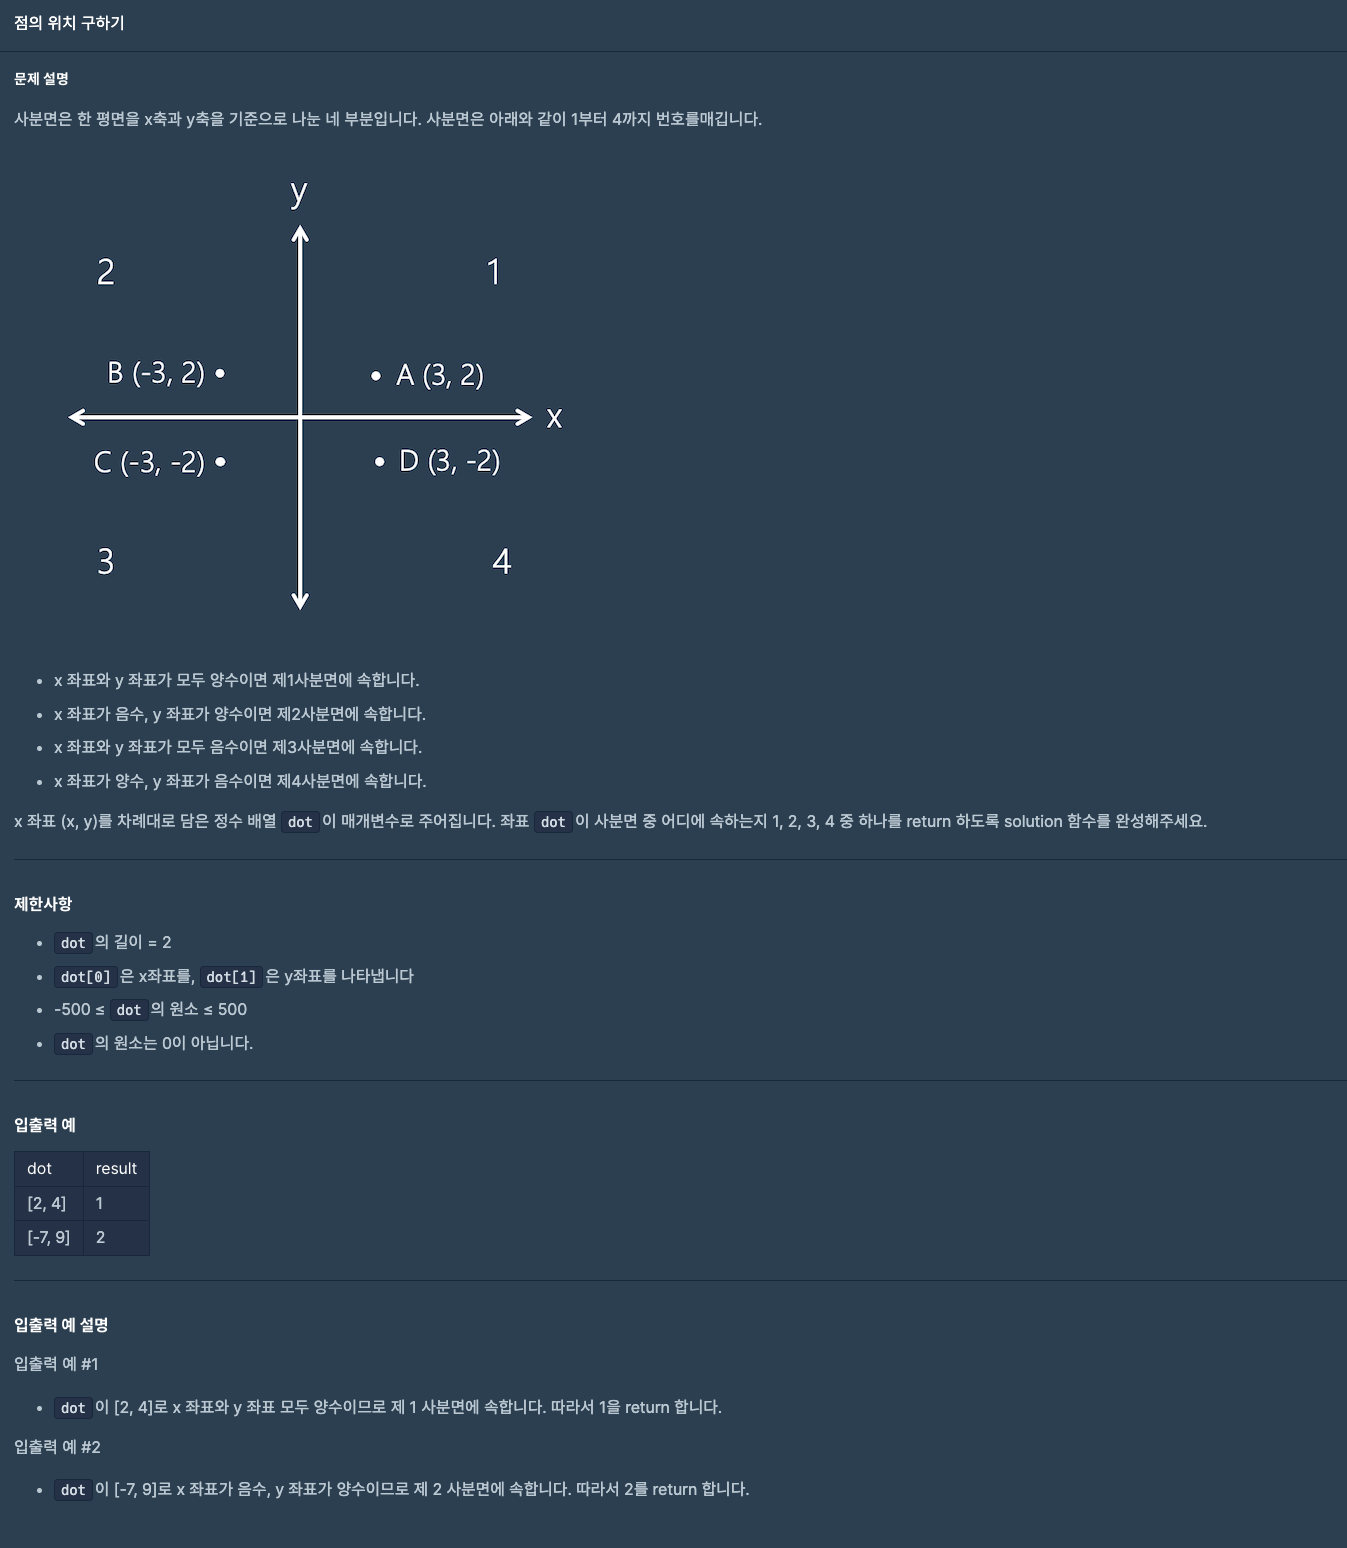 점의 위치 구하기
문제 설명
사분면은 한 평면을 x축과 y축을 기준으로 나눈 네 부분입니다. 사분면은 아래와 같이 1부터 4까지 번호를매깁니다.
y
2
1
B (-3, 2)
A (3, 2)
x
C (-3, -2)
D (3, -2)
3
4
x 좌표와 y 좌표가 모두 양수이면 제1사분면에 속합니다.
x 좌표가 음수, y 좌표가 양수이면 제2사분면에 속합니다.
x 좌표와 y 좌표가 모두 음수이면 제3사분면에 속합니다.
x 좌표가 양수, y 좌표가 음수이면 제4사분면에 속합니다.
x 좌표 (x, y)를 차례대로 담은 정수 배열 dot 이 매개변수로 주어집니다. 좌표 dot 이 사분면 중 어디에 속하는지 1, 2, 3, 4 중 하나를 return 하도록 solution 함수를 완성해주세요.
제한사항
dot 의 길이 = 2
dot[0] 은 x좌표를, dot[1] 은 y좌표를 나타냅니다
-500 ≤ dot 의 원소 ≤ 500
dot 의 원소는 0이 아닙니다.
입출력 예
dot result
[2, 4] 1
[-7, 9] 2
입출력 예 설명
입출력 예 #1
dot 이 [2, 4]로 x 좌표와 y 좌표 모두 양수이므로 제 1 사분면에 속합니다. 따라서 1을 return 합니다.
입출력 예 #2
dot 이 [-7, 9]로 x 좌표가 음수, y 좌표가 양수이므로 제 2 사분면에 속합니다. 따라서 2를 return 합니다.